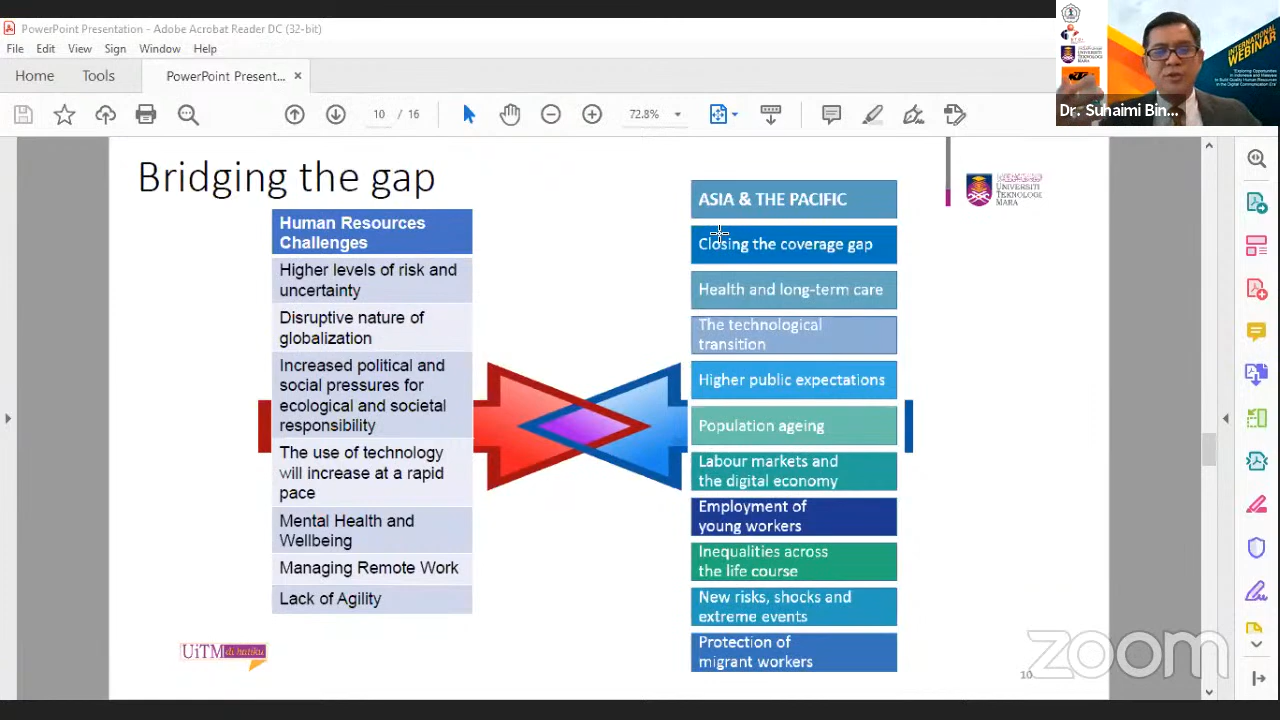 PowerPoint Presentation - Adobe Acrobat Reader DC (32-bit)
File Edit View Sign Window Help
Home Tools PowerPoint Present... ×
10 / 16 72.8%
INTERNATIONAL
WEBINAR
Dr. Suhaimi Bin...
Bridging the gap
UNIVERSITI
TEKNOLOGI
MARA
Human Resources
Challenges
Higher levels of risk and
uncertainty
Disruptive nature of
globalization
Increased political and
social pressures for
ecological and societal
responsibility
The use of technology
will increase at a rapid
pace
Mental Health and
Wellbeing
Managing Remote Work
Lack of Agility
ASIA & THE PACIFIC
Closing the coverage gap
Health and long-term care
The technological
transition
Higher public expectations
Population ageing
Labour markets and
the digital economy
Employment of
young workers
Inequalities across
the life course
New risks, shocks and
extreme events
Protection of
migrant workers
UiTM di hatiku
zoom
10